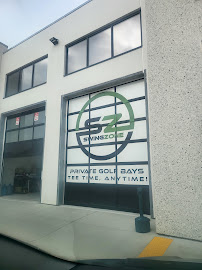 SZ
SWINGZONE
PRIVATE GOLF BAYS
TEE TIME, ANYTIME!